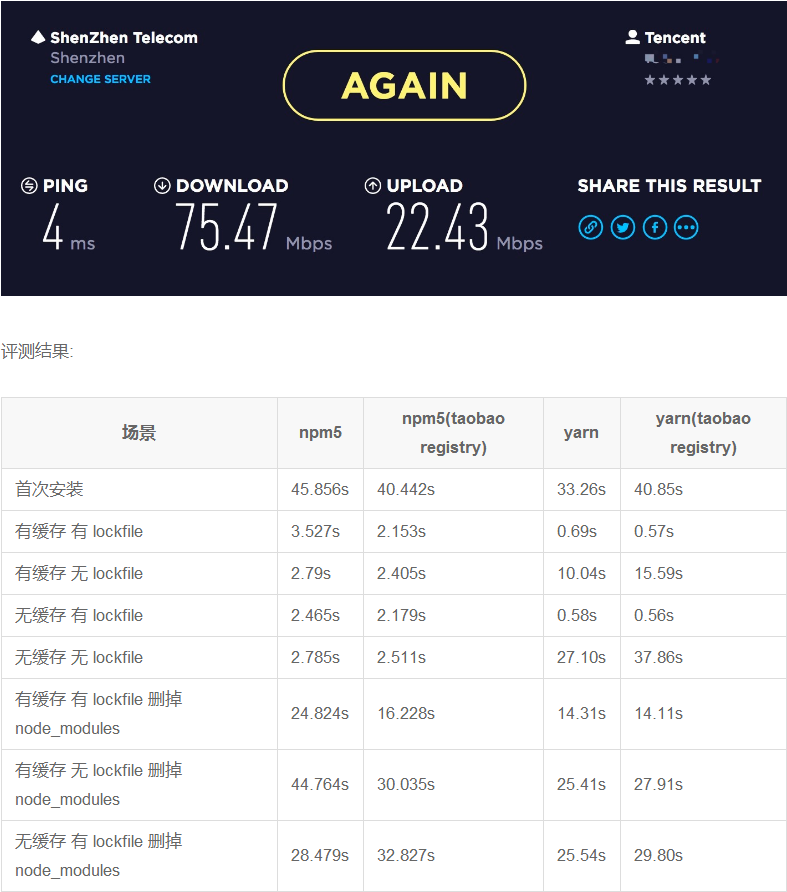 ShenZhen Telecom
Shenzhen
CHANGE SERVER
AGAIN
Tencent
PING
4 ms
DOWNLOAD
75.47 Mbps
UPLOAD
22.43 Mbps
SHARE THIS RESULT
评测结果:
场景 npm5 npm5(taobao registry) yarn yarn(taobao registry)
首次安装 45.856s 40.442s 33.26s 40.85s
有缓存 有 lockfile 3.527s 2.153s 0.69s 0.57s
有缓存 无 lockfile 2.79s 2.405s 10.04s 15.59s
无缓存 有 lockfile 2.465s 2.179s 0.58s 0.56s
无缓存 无 lockfile 2.785s 2.511s 27.10s 37.86s
有缓存 有 lockfile 删掉 node_modules 24.824s 16.228s 14.31s 14.11s
有缓存 无 lockfile 删掉 node_modules 44.764s 30.035s 25.41s 27.91s
无缓存 有 lockfile 删掉 node_modules 28.479s 32.827s 25.54s 29.80s